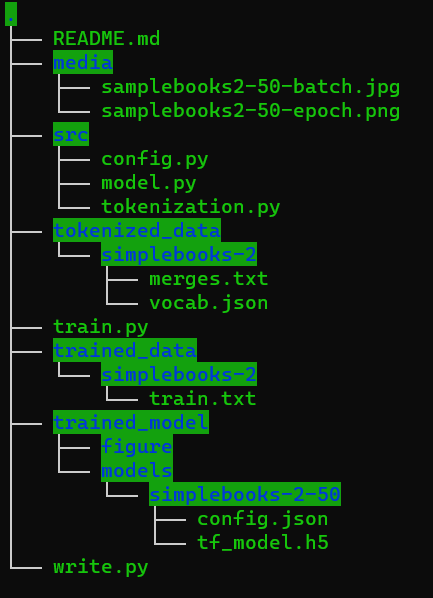 .
├── README.md
├── media
│   ├── samplebooks2-50-batch.jpg
│   └── samplebooks2-50-epoch.png
├── src
│   ├── config.py
│   ├── model.py
│   └── tokenization.py
├── tokenized_data
│   └── simplebooks-2
│       ├── merges.txt
│       └── vocab.json
├── train.py
├── trained_data
│   └── simplebooks-2
│       └── train.txt
├── trained_model
│   ├── figure
│   └── models
│       └── simplebooks-2-50
│           ├── config.json
│           └── tf_model.h5
└── write.py